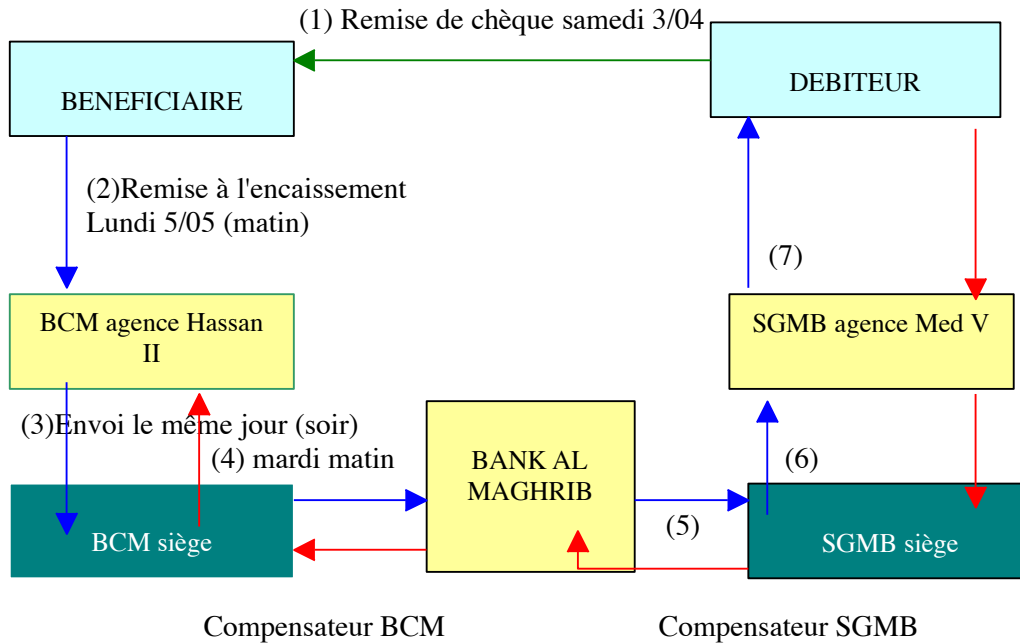 (1) Remise de chèque samedi 3/04
BENEFICIAIRE
DEBITEUR
(2)Remise à l'encaissement
Lundi 5/05 (matin)
(7)
BCM agence Hassan
II
SGMB agence Med V
(3)Envoi le même jour (soir)
(4) mardi matin
BANK AL
MAGHRIB
(6)
(5)
BCM siège
SGMB siège
Compensateur BCM
Compensateur SGMB